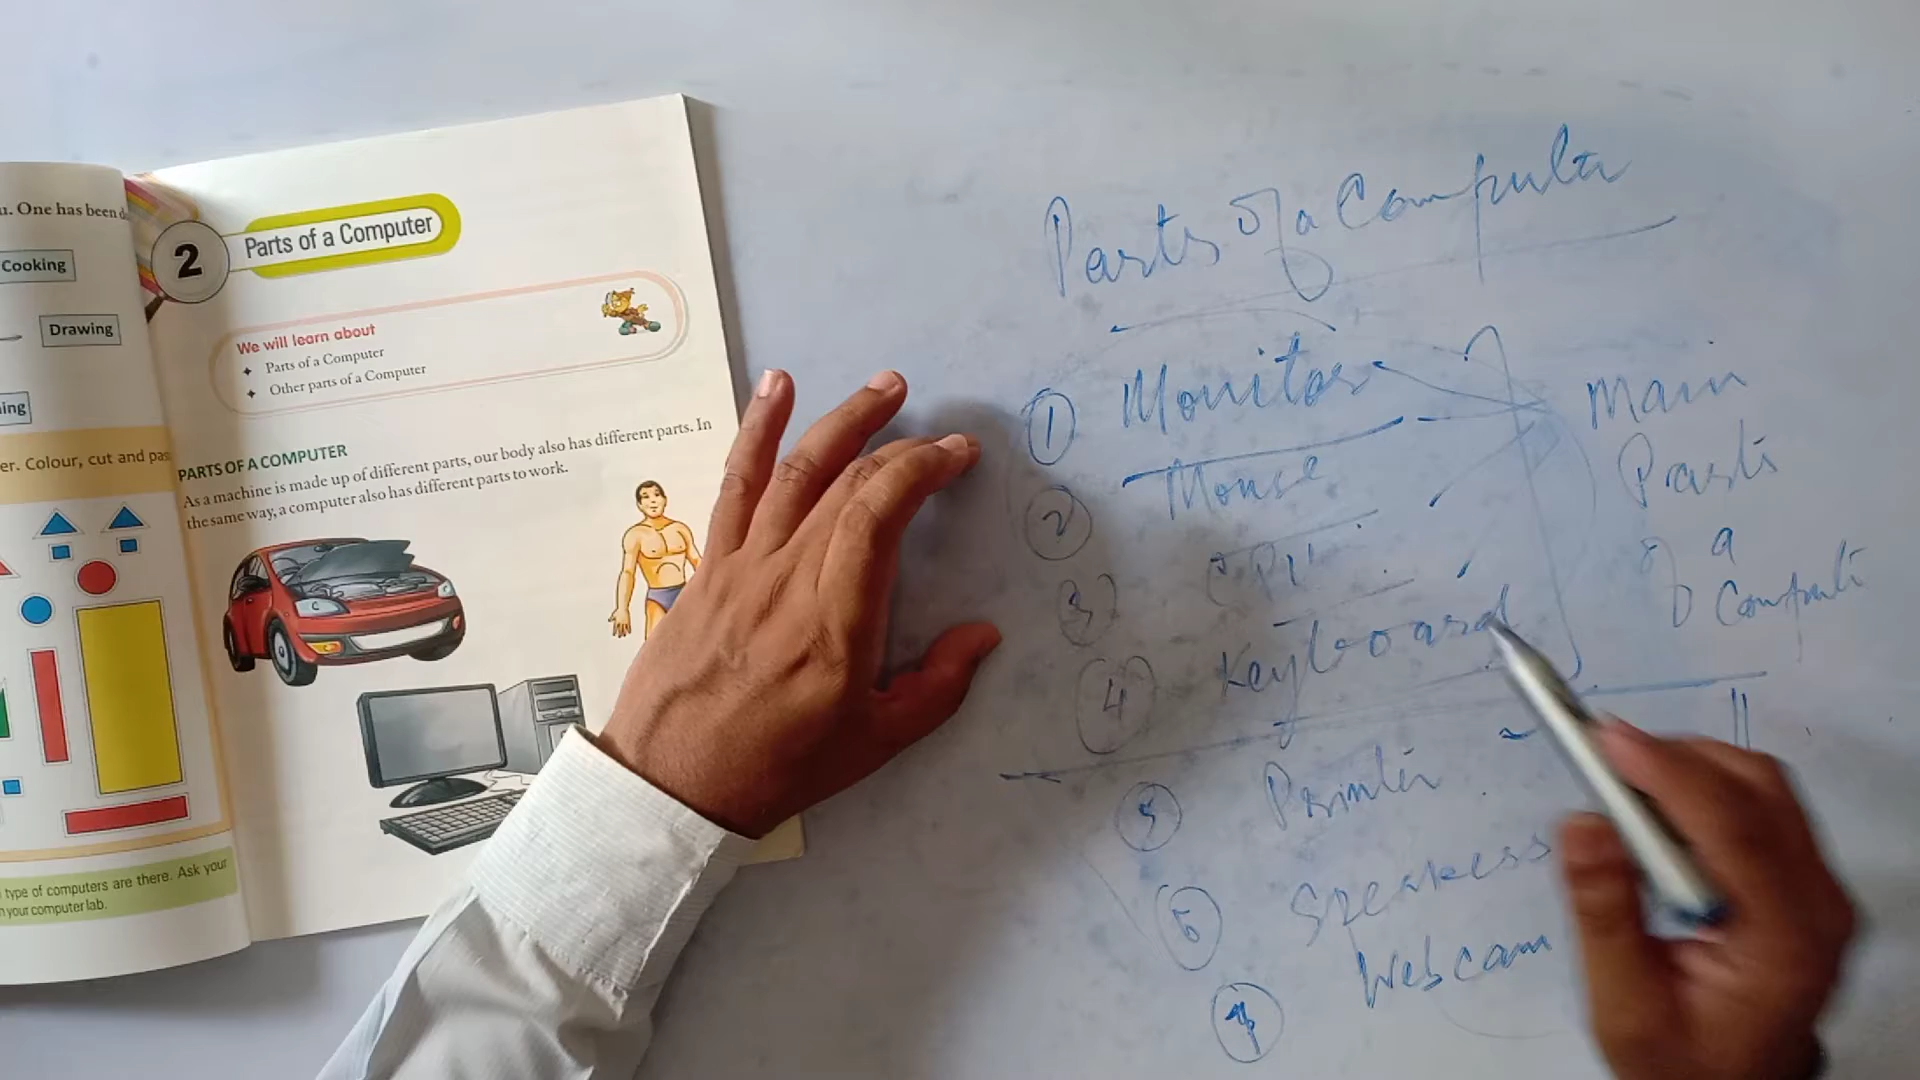 u. One has been d
Cooking
Drawing
ing
er. Colour, cut and pas
type of computers are there. Ask your
n your computer lab.
2
Parts of a Computer
We will learn about
Parts of a Computer
Other parts of a Computer
PARTS OF A COMPUTER
As a machine is made up of different parts, our body also has different parts. In
the same way, a computer also has different parts to work.
Parts of a Computer
1 Monitor
2 Mouse
3 CPU
4 Keyboard
Main
Parts
of a
Computer
5 Printer
6 Speakers
7 Webcam